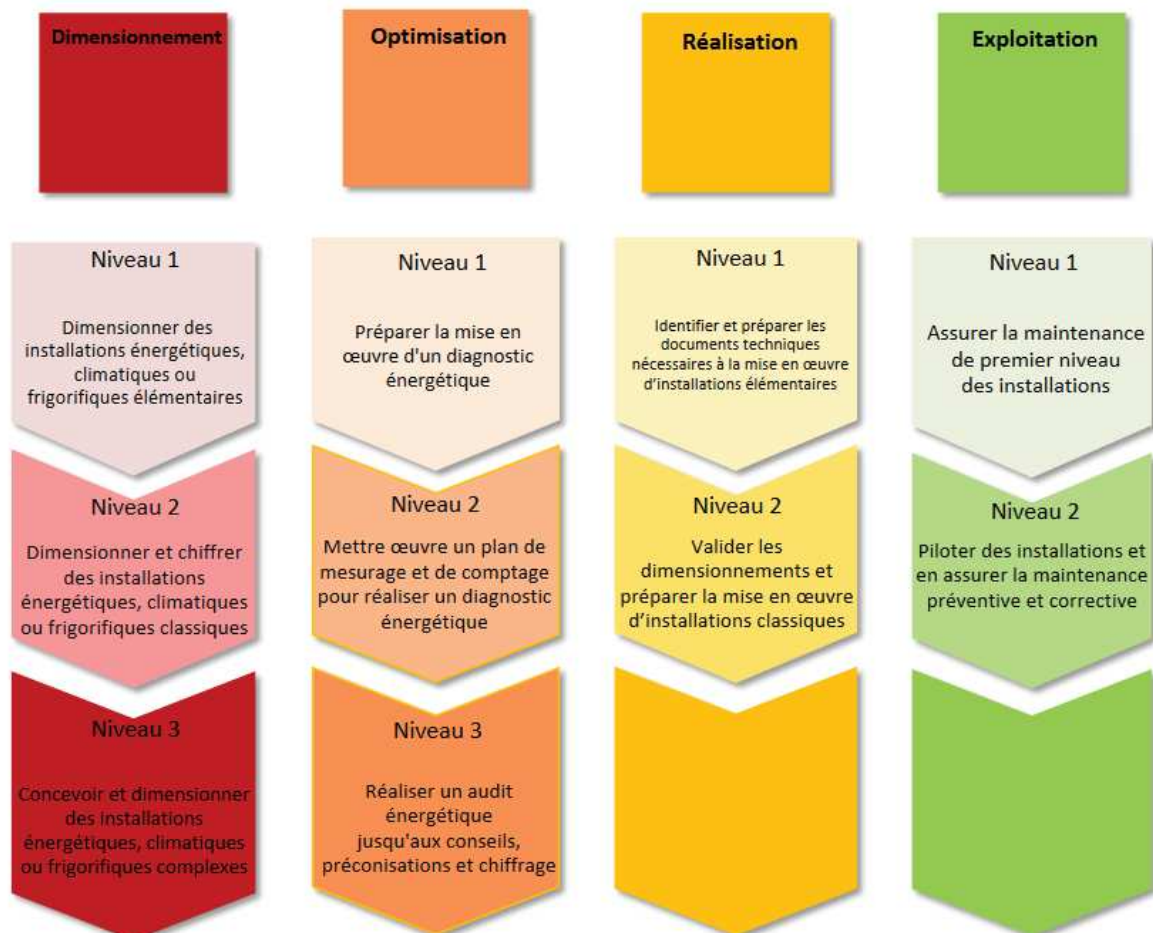 Dimensionnement
Optimisation
Réalisation
Exploitation
Niveau 1
Dimensionner des
installations énergétiques,
climatiques ou
frigorifiques élémentaires
Niveau 1
Préparer la mise en
œuvre d'un diagnostic
énergétique
Niveau 1
Identifier et préparer les
documents techniques
nécessaires à la mise en œuvre
d’installations élémentaires
Niveau 1
Assurer la maintenance
de premier niveau
des installations
Niveau 2
Dimensionner et chiffrer
des installations
énergétiques, climatiques
ou frigorifiques classiques
Niveau 2
Mettre œuvre un plan de
mesurage et de comptage
pour réaliser un diagnostic
énergétique
Niveau 2
Valider les
dimensionnements et
préparer la mise en œuvre
d’installations classiques
Niveau 2
Piloter des installations et
en assurer la maintenance
préventive et corrective
Niveau 3
Concevoir et dimensionner
des installations
énergétiques, climatiques
ou frigorifiques complexes
Niveau 3
Réaliser un audit
énergétique
jusqu'aux conseils,
préconisations et chiffrage